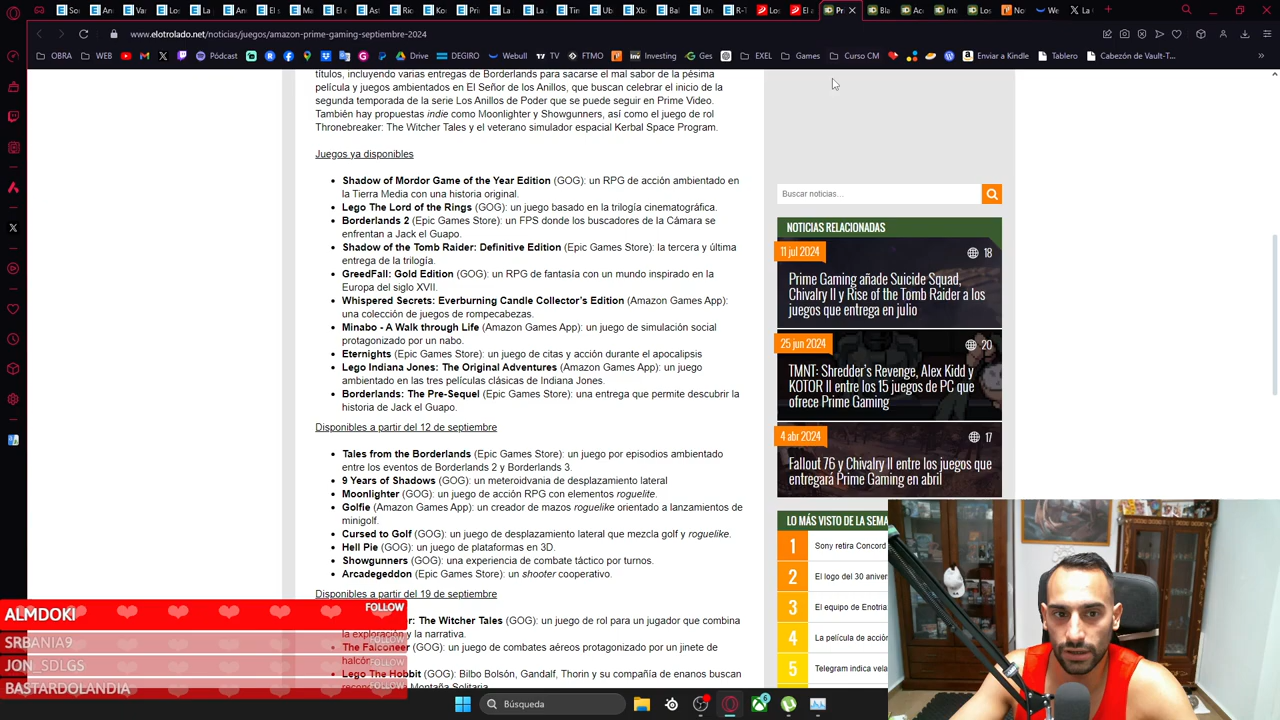 www.elotrolado.net/noticias/juegos/amazon-prime-gaming-septiembre-2024
OBRA WEB Pódcast Drive DEGIRO Webull TV FTMO Investing Ges EXEL Games Curso CM Enviar a Kindle Tablero Cabezón de Vault-T...
títulos, incluyendo varias entregas de Borderlands para sacarse el mal sabor de la pésima
película y juegos ambientados en El Señor de los Anillos, que buscan celebrar el inicio de la
segunda temporada de la serie Los Anillos de Poder que se puede seguir en Prime Video.
También hay propuestas indie como Moonlighter y Showgunners, así como el juego de rol
Thronebreaker: The Witcher Tales y el veterano simulador espacial Kerbal Space Program.
Juegos ya disponibles
Shadow of Mordor Game of the Year Edition (GOG): un RPG de acción ambientado en
la Tierra Media con una historia original.
Lego The Lord of the Rings (GOG): un juego basado en la trilogía cinematográfica.
Borderlands 2 (Epic Games Store): un FPS donde los buscadores de la Cámara se
enfrentan a Jack el Guapo.
Shadow of the Tomb Raider: Definitive Edition (Epic Games Store): la tercera y última
entrega de la trilogía.
GreedFall: Gold Edition (GOG): un RPG de fantasía con un mundo inspirado en la
Europa del siglo XVII.
Whispered Secrets: Everburning Candle Collector's Edition (Amazon Games App):
una colección de juegos de rompecabezas.
Minabo - A Walk through Life (Amazon Games App): un juego de simulación social
protagonizado por un nabo.
Eternights (Epic Games Store): un juego de citas y acción durante el apocalipsis
Lego Indiana Jones: The Original Adventures (Amazon Games App): un juego
ambientado en las tres películas clásicas de Indiana Jones.
Borderlands: The Pre-Sequel (Epic Games Store): una entrega que permite descubrir la
historia de Jack el Guapo.
Disponibles a partir del 12 de septiembre
Tales from the Borderlands (Epic Games Store): un juego por episodios ambientado
entre los eventos de Borderlands 2 y Borderlands 3.
9 Years of Shadows (GOG): un meteroidvania de desplazamiento lateral
Moonlighter (GOG): un juego de acción RPG con elementos roguelite.
Golfie (Amazon Games App): un creador de mazos roguelike orientado a lanzamientos de
minigolf.
Cursed to Golf (GOG): un juego de desplazamiento lateral que mezcla golf y roguelike.
Hell Pie (GOG): un juego de plataformas en 3D.
Showgunners (GOG): una experiencia de combate táctico por turnos.
Arcadegeddon (Epic Games Store): un shooter cooperativo.
Disponibles a partir del 19 de septiembre
r: The Witcher Tales (GOG): un juego de rol para un jugador que combina
la exploración y la narrativa.
The Falconeer (GOG): un juego de combates aéreos protagonizado por un jinete de
halcón
Lego The Hobbit (GOG): Bilbo Bolsón, Gandalf, Thorin y su compañía de enanos buscan
Montaña Solitaria.
Buscar noticias...
NOTICIAS RELACIONADAS
11 jul 2024
18
Prime Gaming añade Suicide Squad,
Chivalry II y Rise of the Tomb Raider a los
juegos que entrega en julio
25 jun 2024
20
TMNT: Shredder's Revenge, Alex Kidd y
KOTOR II entre los 15 juegos de PC que
ofrece Prime Gaming
4 abr 2024
17
Fallout 76 y Chivalry II entre los juegos que
entregará Prime Gaming en abril
LO MÁS VISTO DE LA SEMA
1 Sony retira Concord
2 El logo del 30 aniver
3 El equipo de Enotria
4 La película de acción
5 Telegram indica vela
FOLLOW
ALMDOKI
SRBANIA9 FOLLOW
JON_SDLGS FOLLOW
BASTARDOLANDIA FOLLOW
Búsqueda